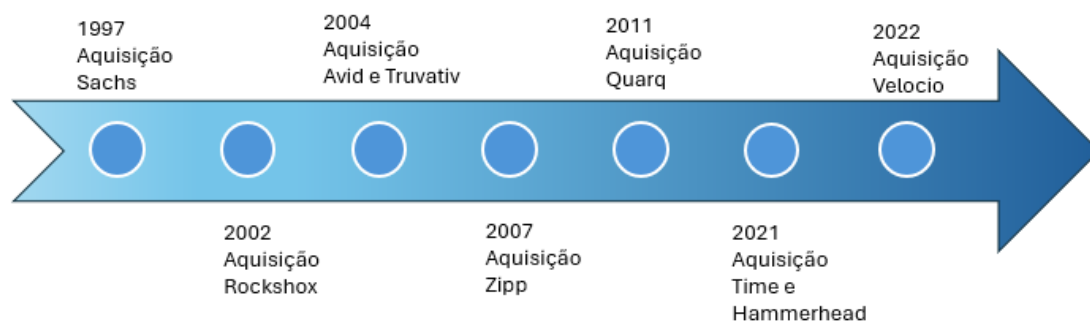 1997
Aquisição
Sachs
2002
Aquisição
Rockshox
2004
Aquisição
Avid e Truvativ
2007
Aquisição
Zipp
2011
Aquisição
Quarq
2021
Aquisição
Time e
Hammerhead
2022
Aquisição
Velocio